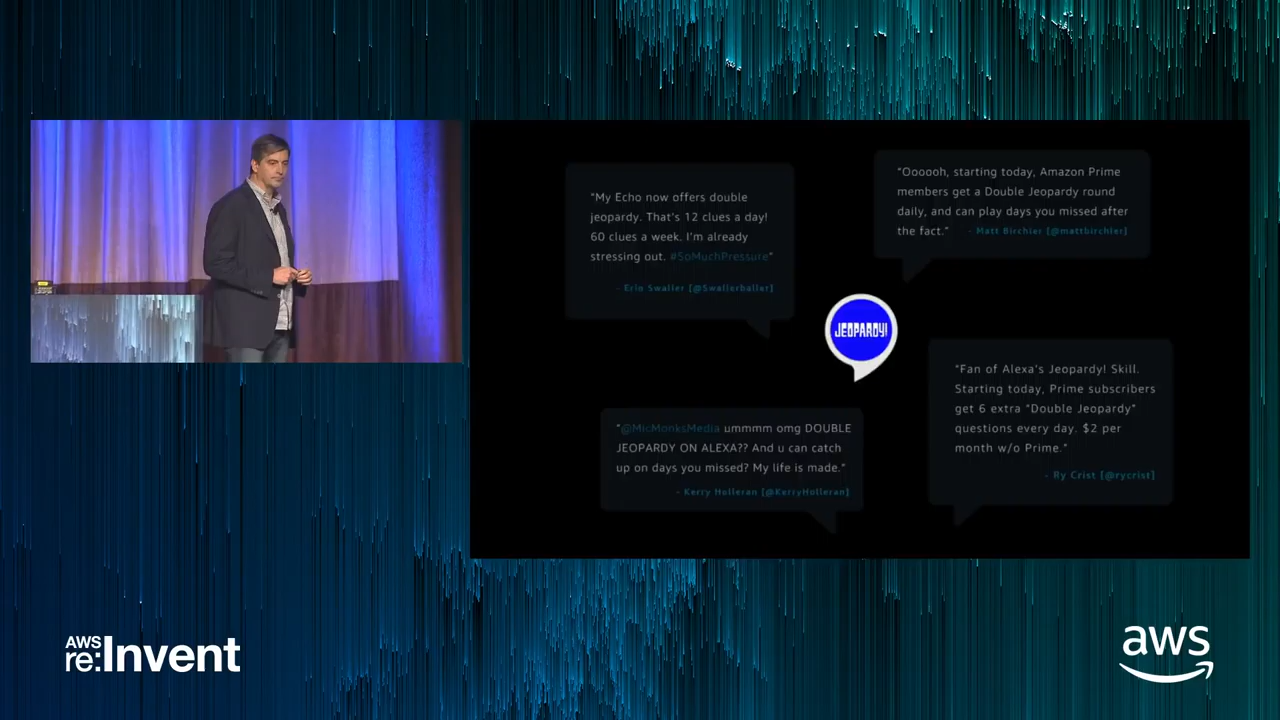 "My Echo now offers double
jeopardy. That's 12 clues a day!
60 clues a week. I'm already
stressing out. #SoMuchPressure"
- Erin Swaller [@Swallerballer]
"Oooooh, starting today, Amazon Prime
members get a Double Jeopardy round
daily, and can play days you missed after
the fact."
- Matt Birchler [@mattbirchler]
JEOPARDY!
"@MicMonksMedia ummmm omg DOUBLE
JEOPARDY ON ALEXA?? And u can catch
up on days you missed? My life is made."
- Kerry Holleran [@KerryHolleran]
"Fan of Alexa's Jeopardy! Skill.
Starting today, Prime subscribers
get 6 extra "Double Jeopardy"
questions every day. $2 per
month w/o Prime."
- Ry Crist [@rycrist]
AWS
re:Invent
aws